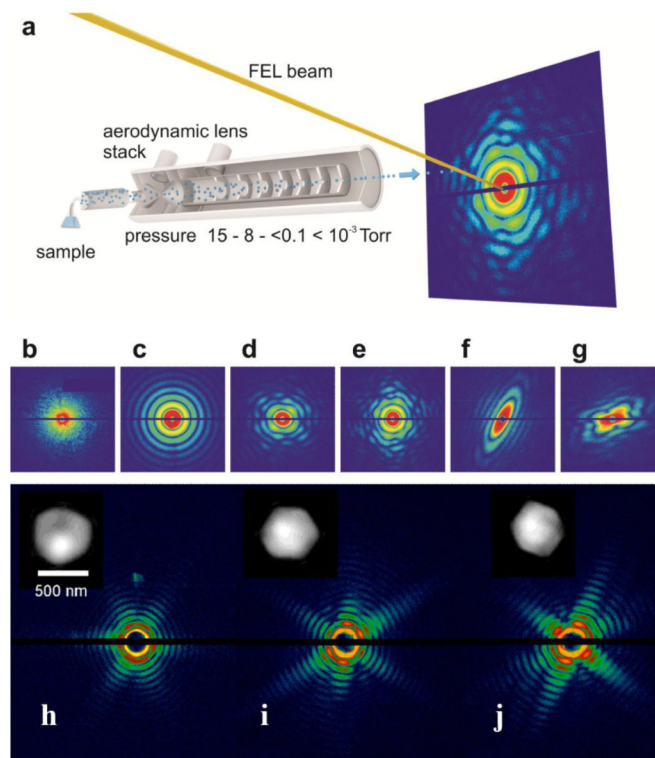 a
FEL beam
aerodynamic lens
stack
sample
pressure 15 - 8 - <0.1 < 10⁻³ Torr
b c d e f g
500 nm
h i j